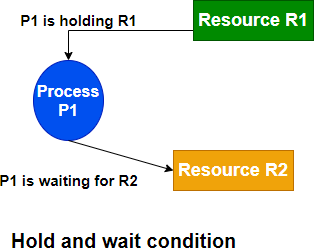 Resource R1
P1 is holding R1
Process
P1
Resource R2
P1 is waiting for R2
Hold and wait condition